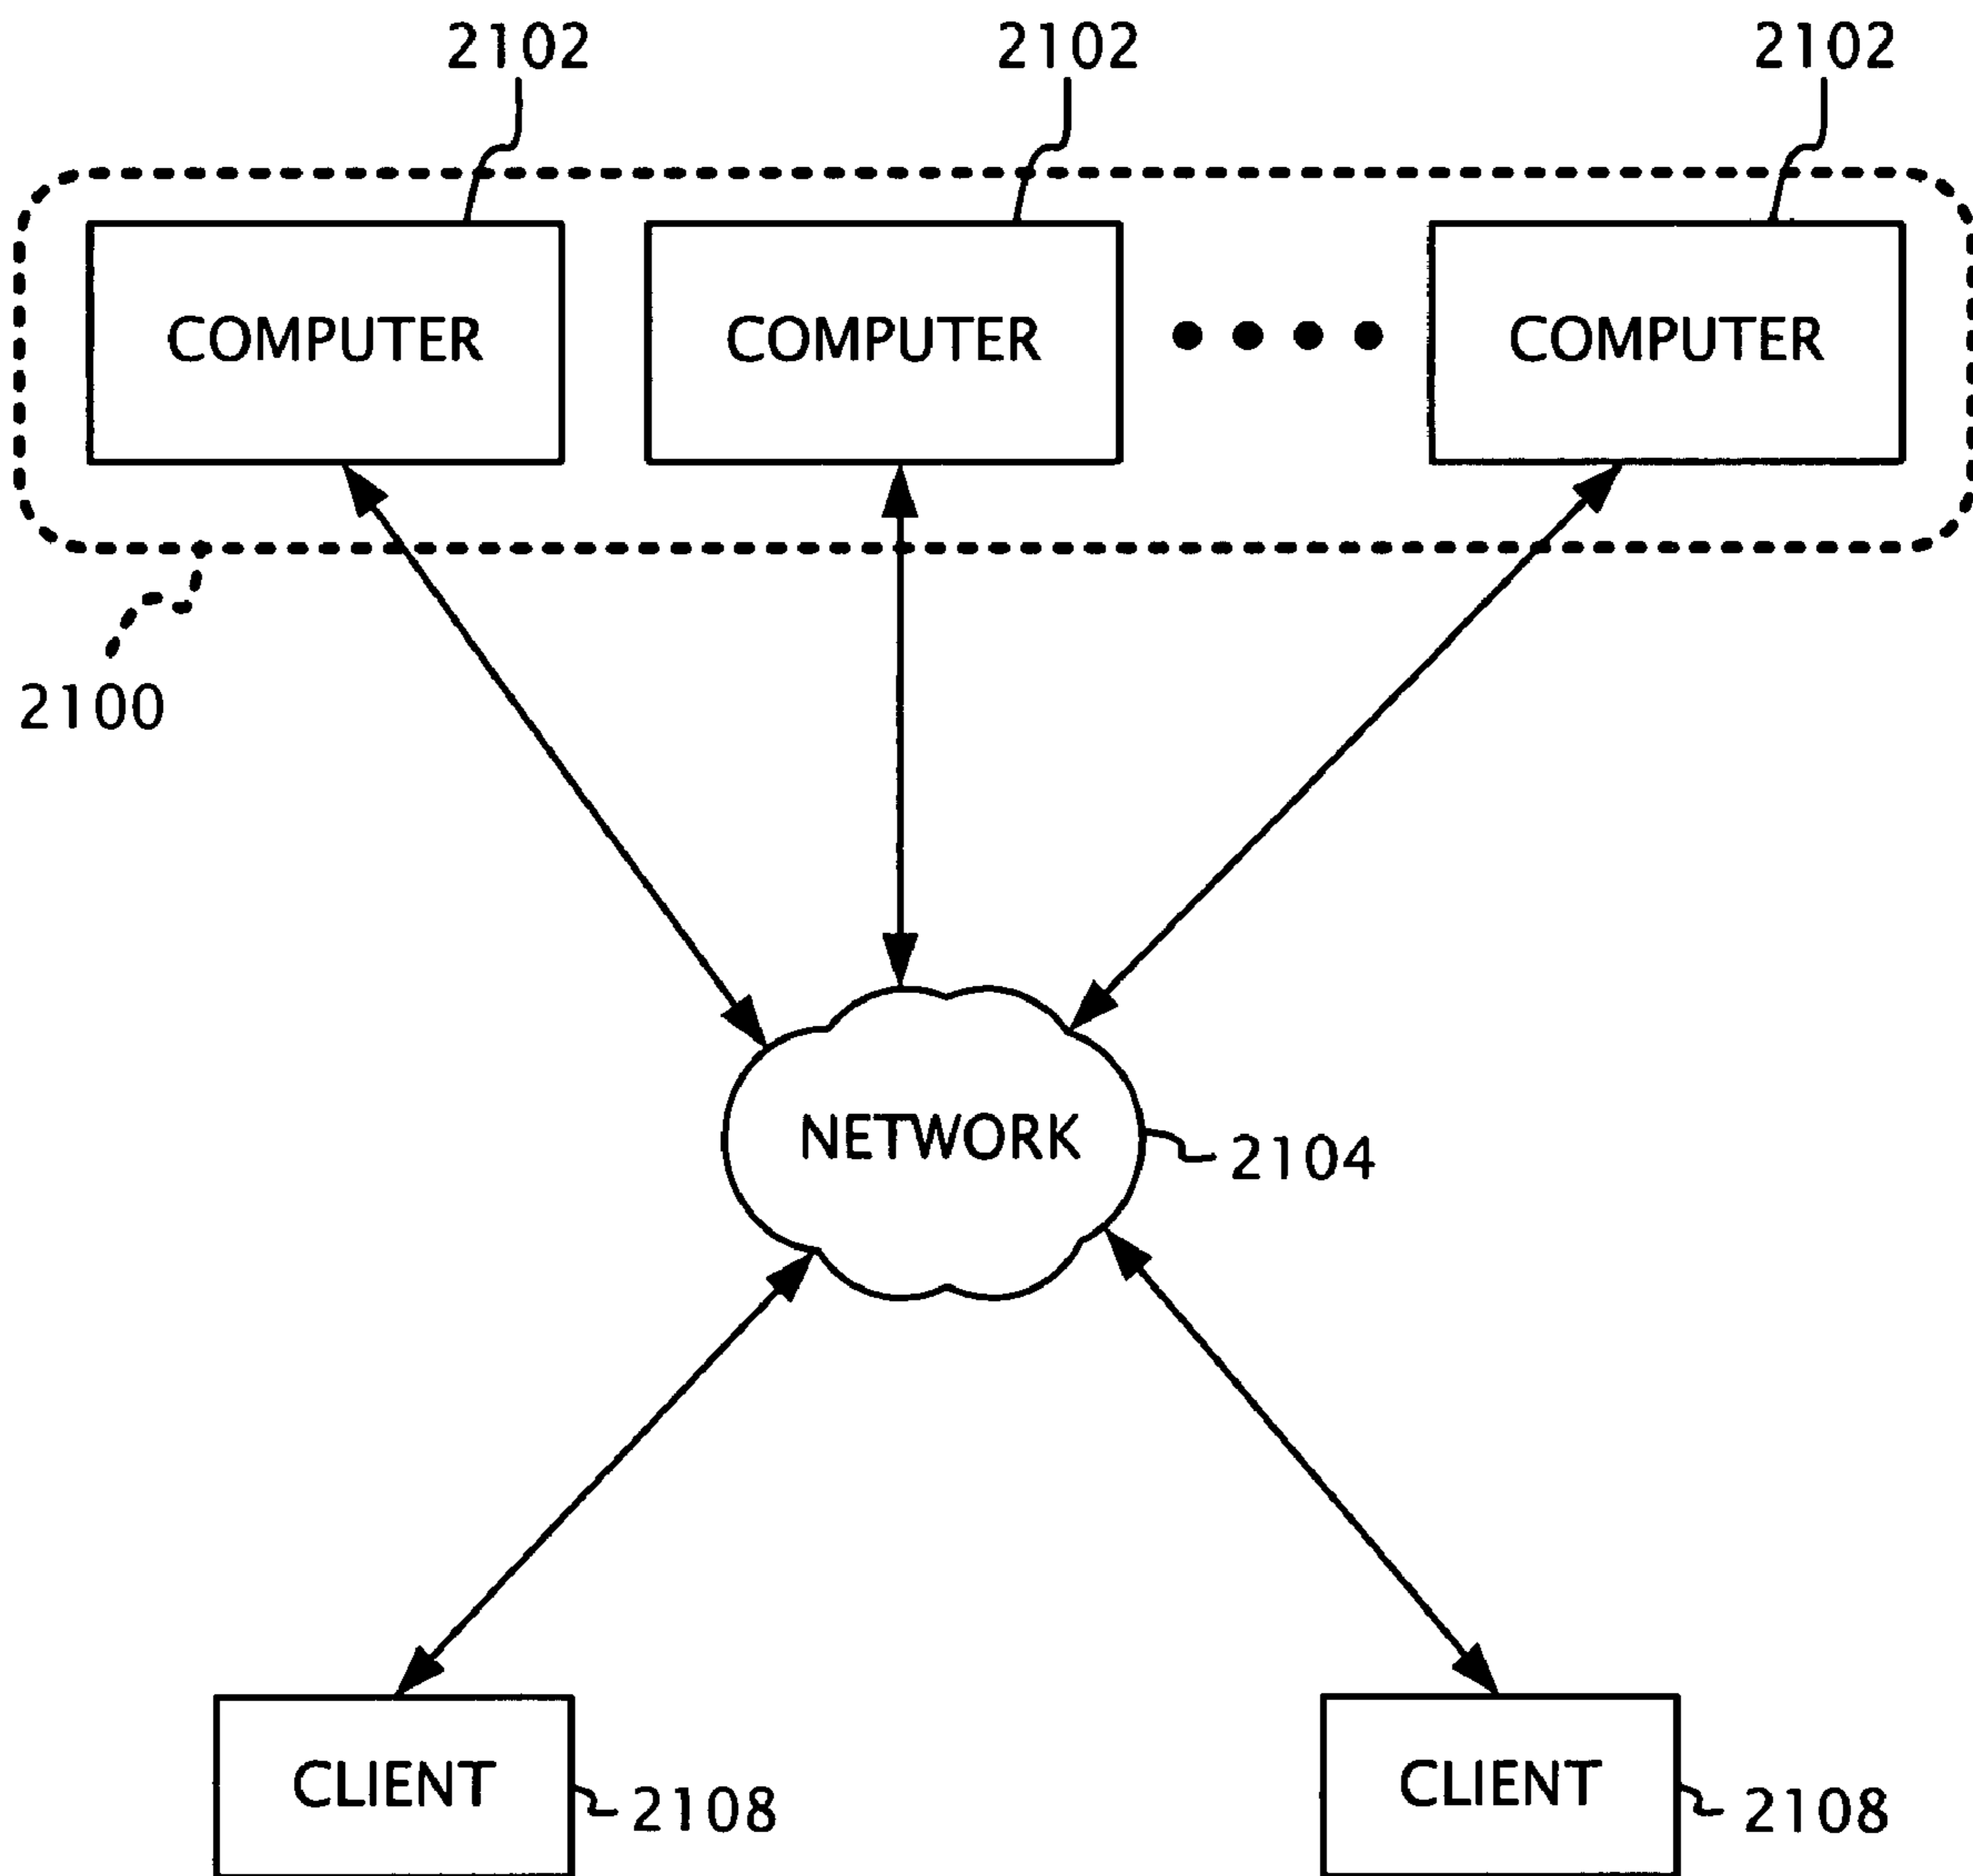 2102 2102 2102
COMPUTER COMPUTER COMPUTER
2100
NETWORK 2104
CLIENT 2108 CLIENT 2108